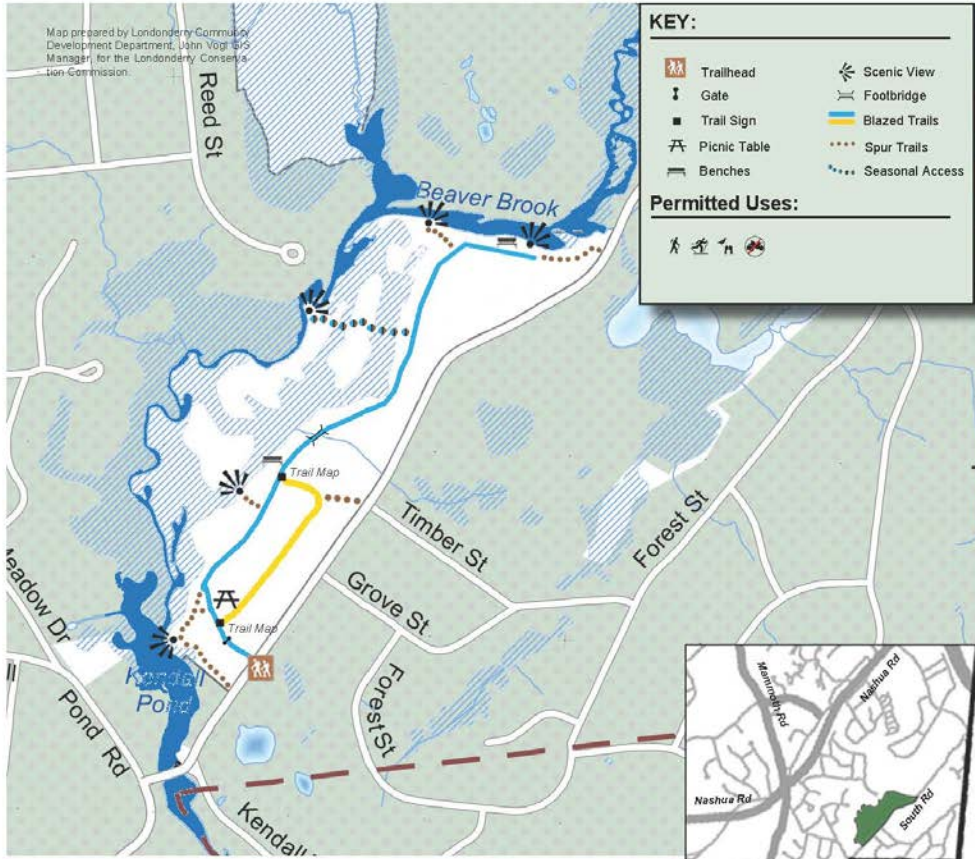 Map prepared by Londonderry Community
Development Department, John Vogl GIS
Manager, for the Londonderry Conserva-
tion Commission.
KEY:
Trailhead
Gate
Trail Sign
Picnic Table
Benches
Scenic View
Footbridge
Blazed Trails
Spur Trails
Seasonal Access
Permitted Uses:
Reed St
Beaver Brook
Trail Map
Timber St
Forest St
Grove St
Trail Map
Meadow Dr
Kendall
Pond
Forest St
Pond Rd
Kendall
Mammoth Rd
Nashua Rd
Nashua Rd
South Rd